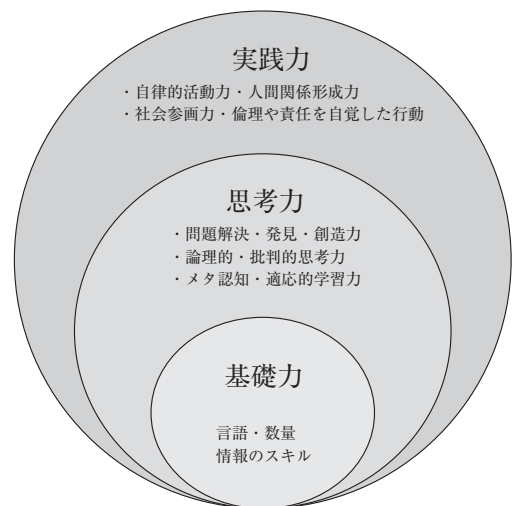 実践力
・自律的活動力・人間関係形成力
・社会参画力・倫理や責任を自覚した行動
思考力
・問題解決・発見・創造力
・論理的・批判的思考力
・メタ認知・適応的学習力
基礎力
言語・数量
情報のスキル